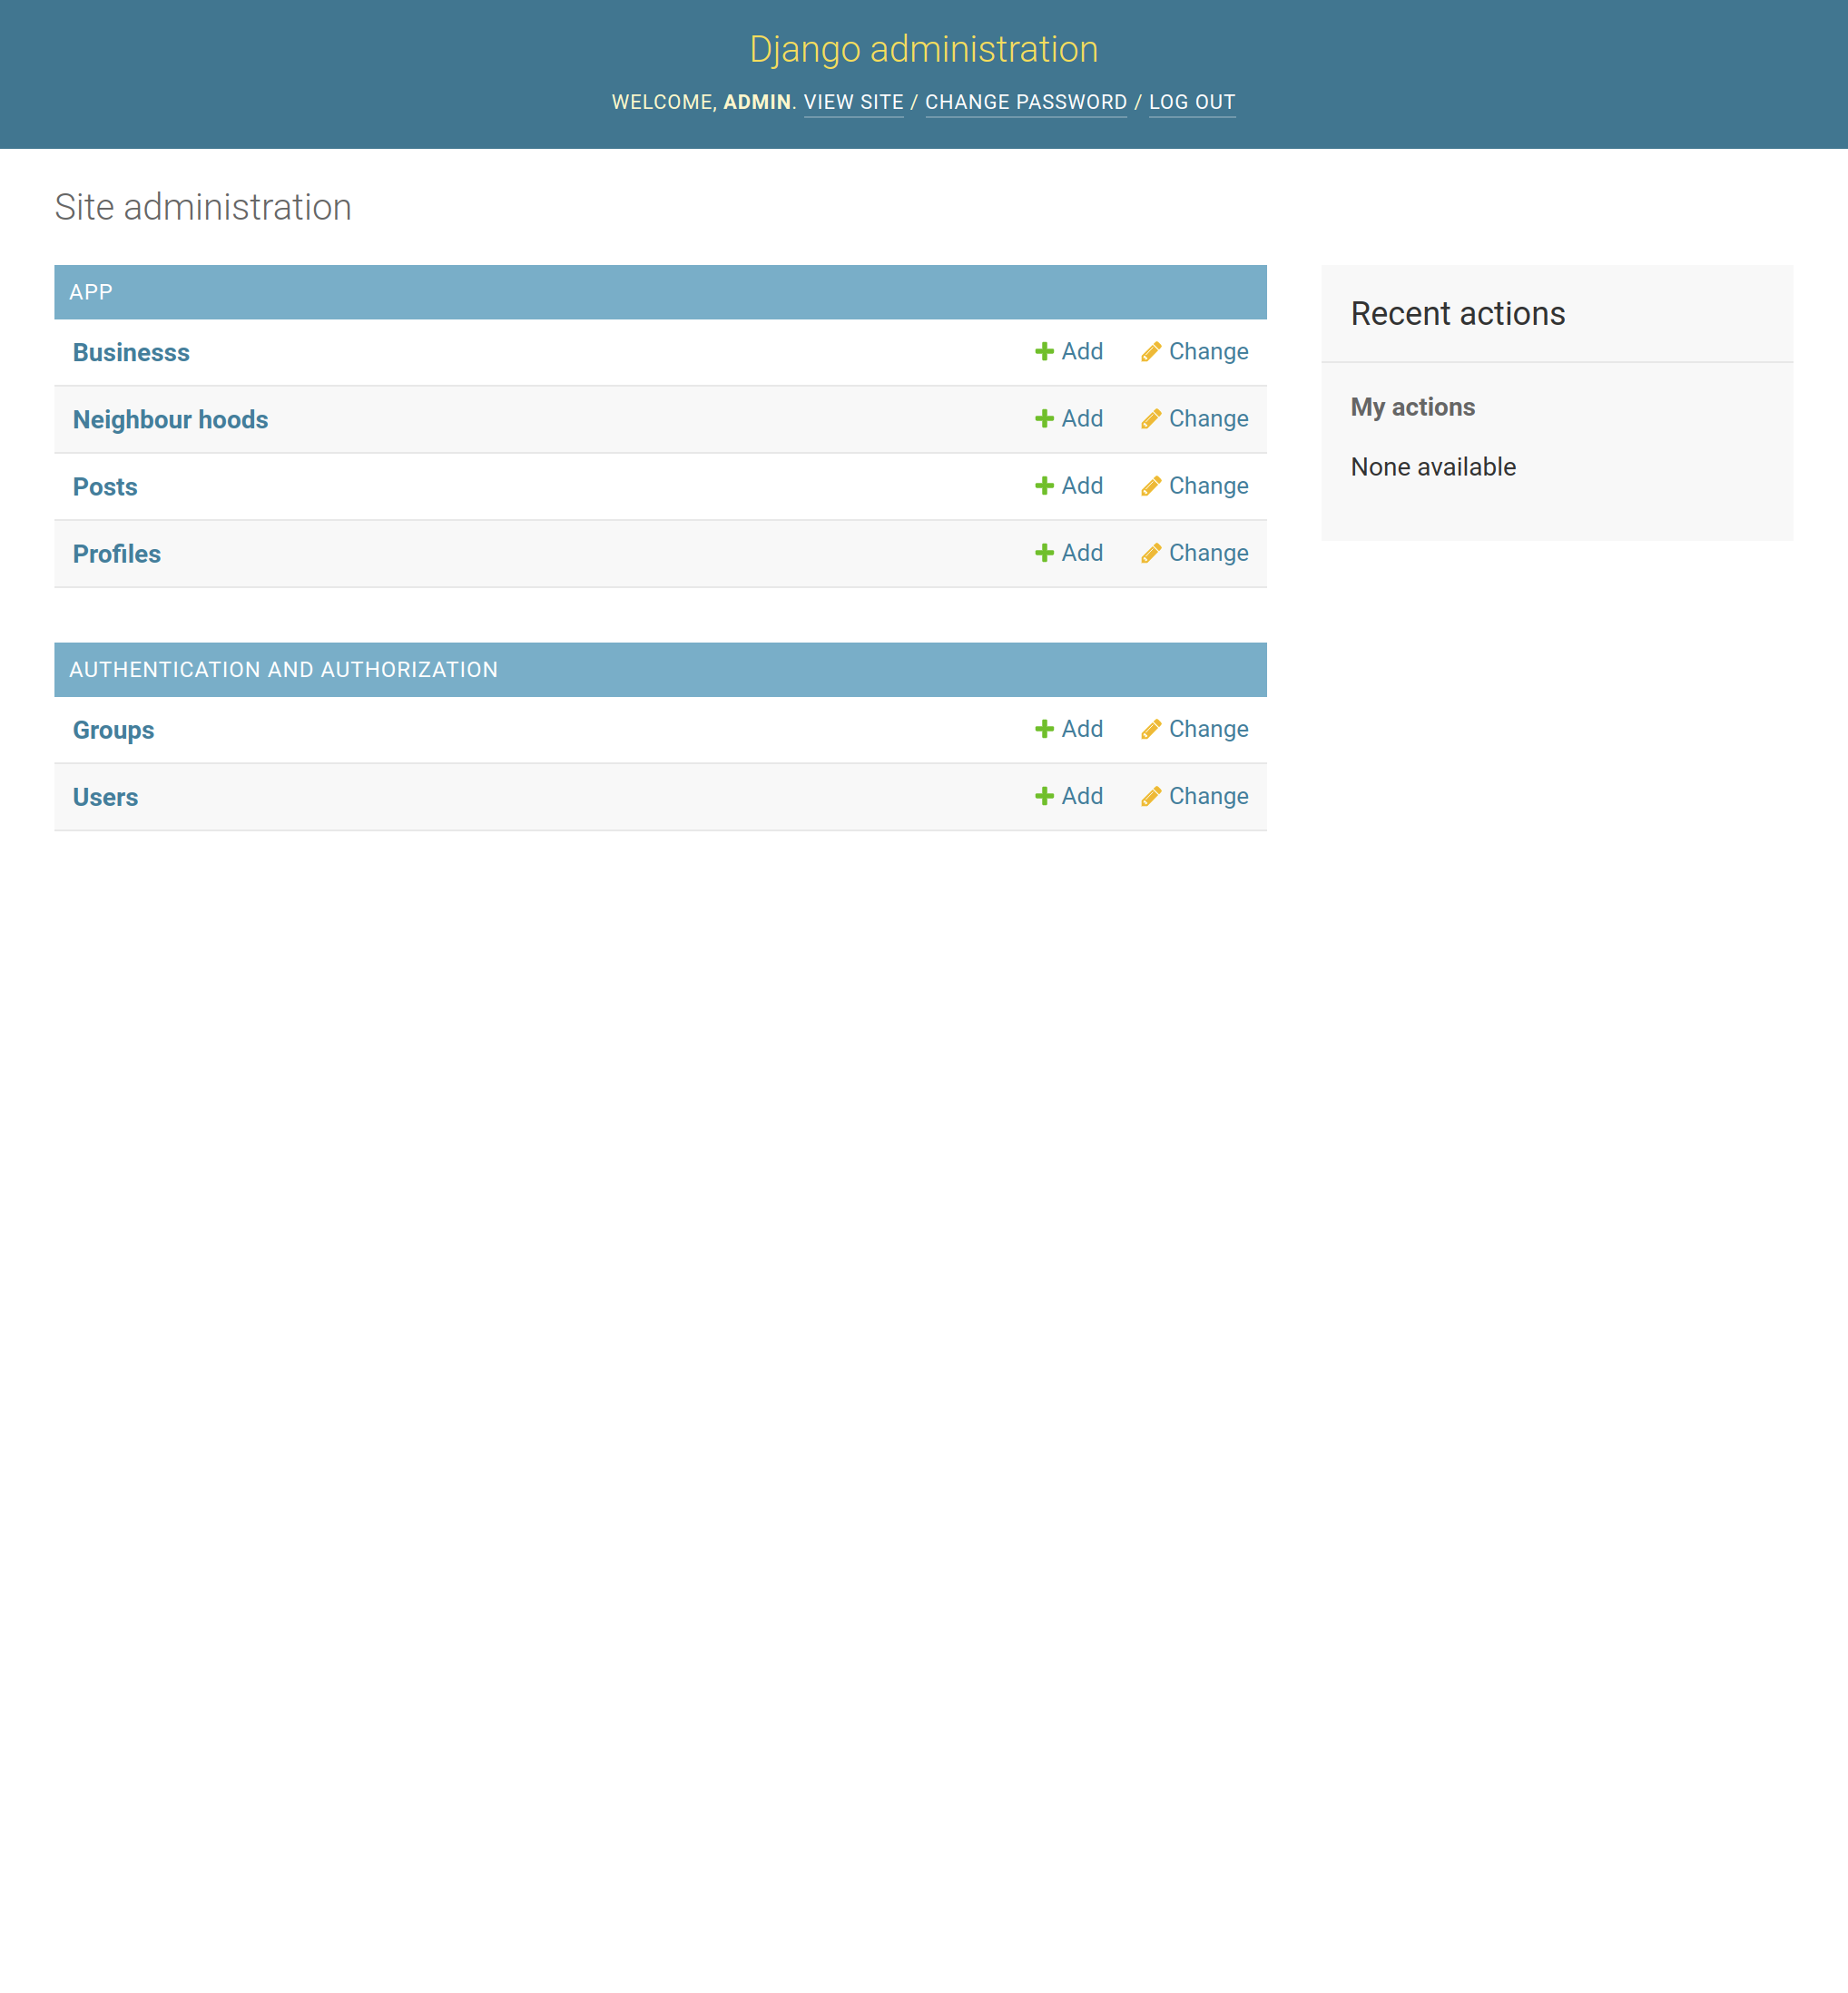 Django administration
WELCOME, ADMIN. VIEW SITE / CHANGE PASSWORD / LOG OUT
Site administration
APP
Businesss Add Change
Neighbour hoods Add Change
Posts Add Change
Profiles Add Change
AUTHENTICATION AND AUTHORIZATION
Groups Add Change
Users Add Change
Recent actions
My actions
None available